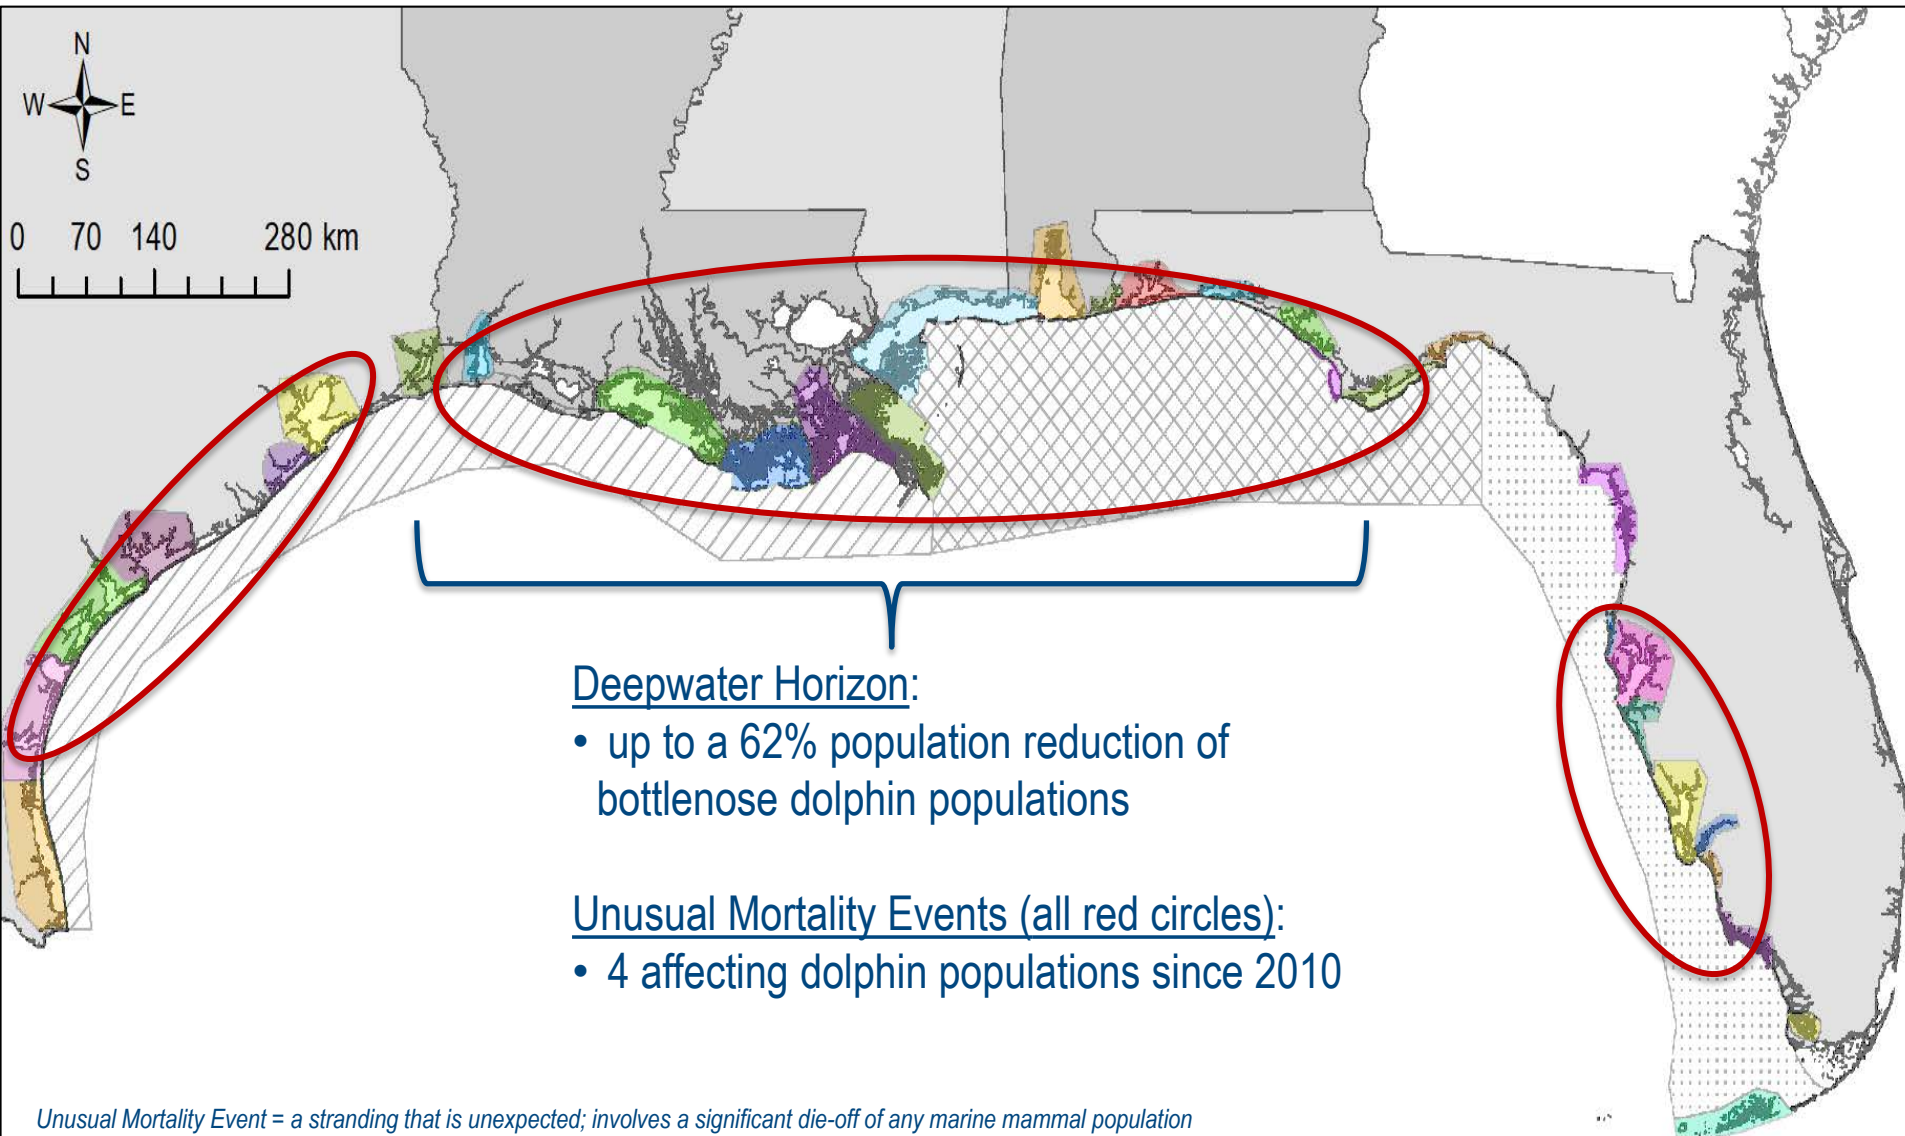 N
W E
S
0 70 140 280 km
Deepwater Horizon:
• up to a 62% population reduction of
bottlenose dolphin populations
Unusual Mortality Events (all red circles):
• 4 affecting dolphin populations since 2010
Unusual Mortality Event = a stranding that is unexpected; involves a significant die-off of any marine mammal population